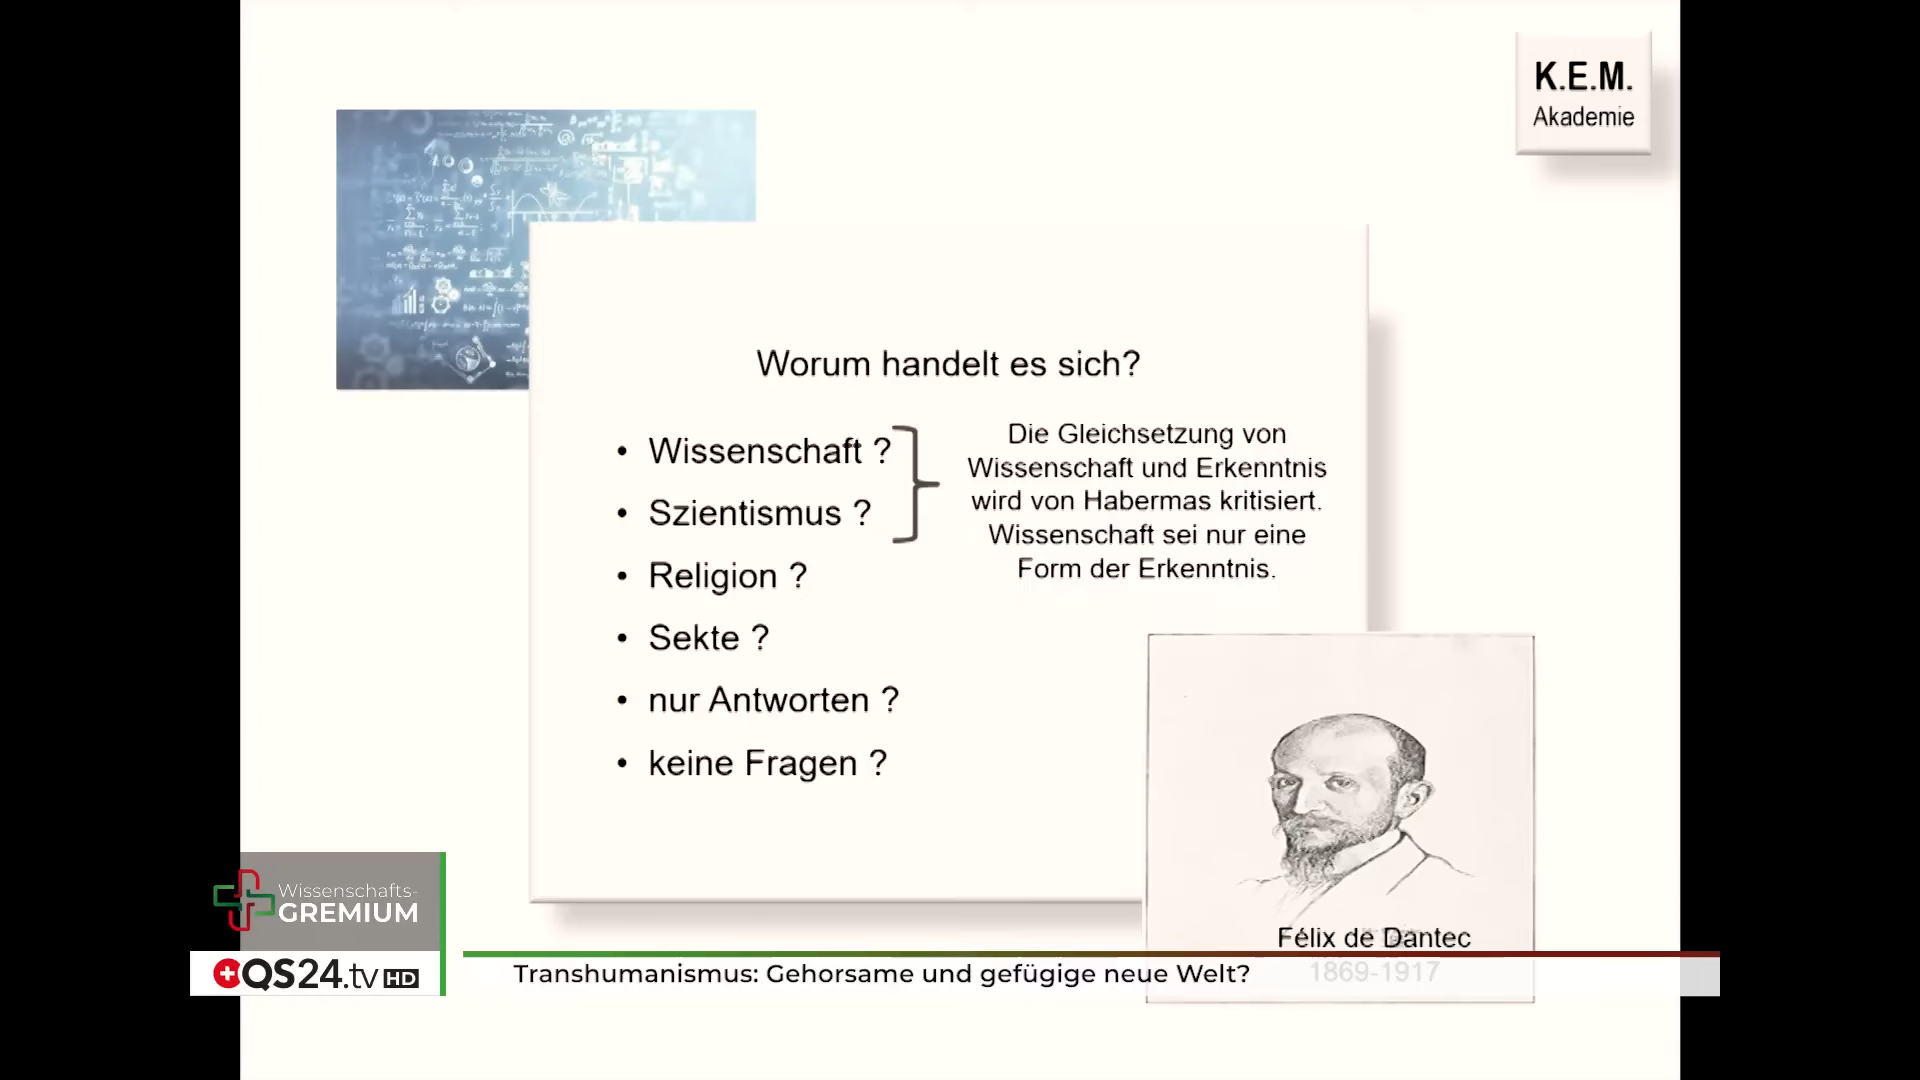 K.E.M.
Akademie
Worum handelt es sich?
• Wissenschaft ?
• Szientismus ?
• Religion ?
• Sekte ?
• nur Antworten ?
• keine Fragen ?
Die Gleichsetzung von
Wissenschaft und Erkenntnis
wird von Habermas kritisiert.
Wissenschaft sei nur eine
Form der Erkenntnis.
Félix de Dantec
1869-1917
Wissenschafts-
GREMIUM
QS24.tv HD
Transhumanismus: Gehorsame und gefügige neue Welt?